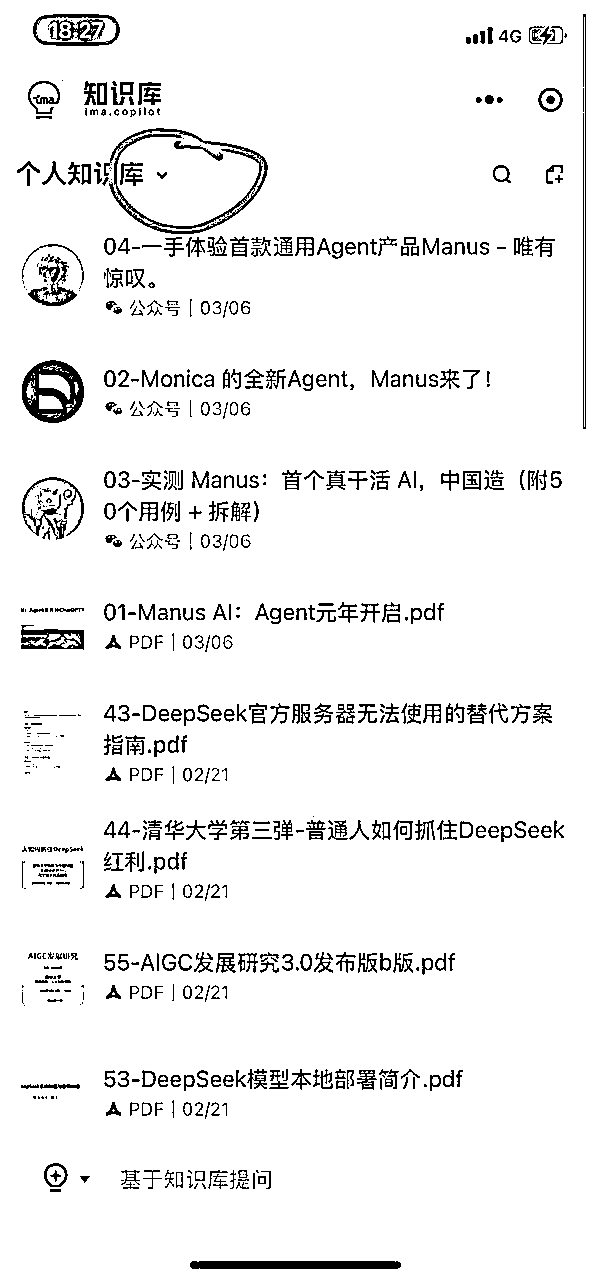 18:27
4G
ima
知识库
ima.copilot
个人知识库
04-一手体验首款通用Agent产品Manus - 唯有
惊叹。
公众号 | 03/06
02-Monica 的全新Agent，Manus来了！
公众号 | 03/06
03-实测 Manus：首个真干活 AI，中国造（附5
0个用例 + 拆解）
公众号 | 03/06
01-Manus AI：Agent元年开启.pdf
PDF | 03/06
43-DeepSeek官方服务器无法使用的替代方案
指南.pdf
PDF | 02/21
44-清华大学第三弹-普通人如何抓住DeepSeek
红利.pdf
PDF | 02/21
AIGC发展研究
55-AIGC发展研究3.0发布版b版.pdf
PDF | 02/21
53-DeepSeek模型本地部署简介.pdf
PDF | 02/21
基于知识库提问